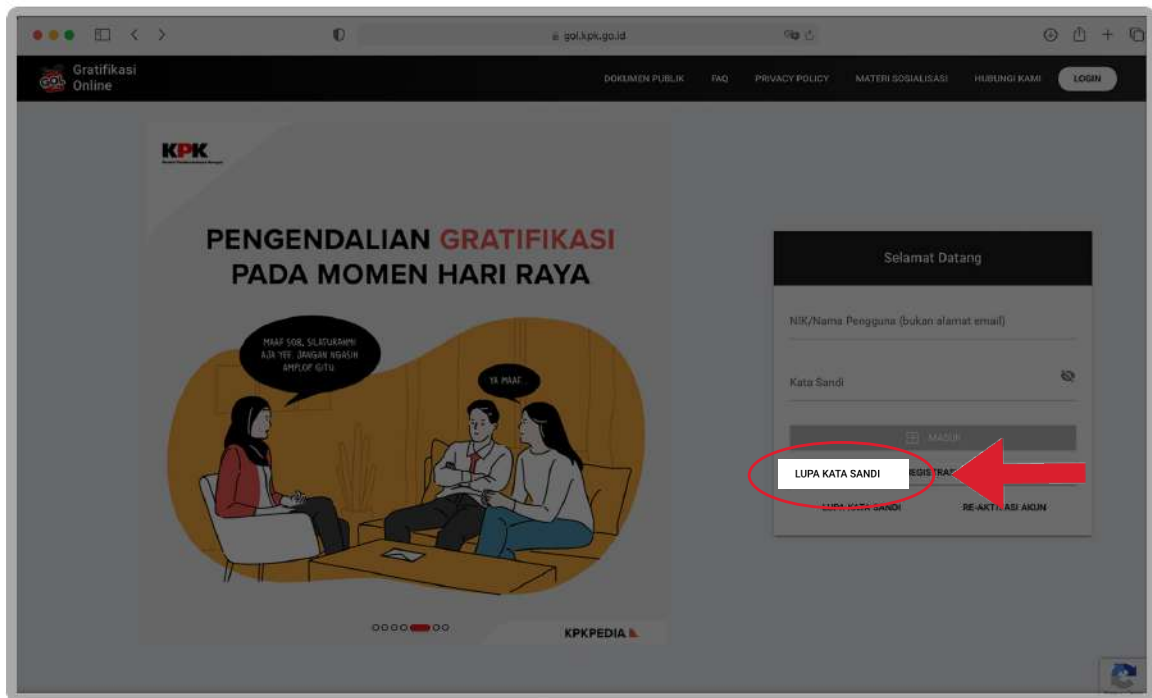 gol.kpk.go.id
GOL
Gratifikasi
Online
DOKUMEN PUBLIK FAQ PRIVACY POLICY MATERI SOSIALISASI HUBUNGI KAMI LOGIN
KPK
PENGENDALIAN GRATIFIKASI
PADA MOMEN HARI RAYA
MAAF SOB, SILATURAHMI
AJA YEE. JANGAN NGASIH
AMPLOP GITU
YA MAAF...
KPKPEDIA
Selamat Datang
NIK/Nama Pengguna (bukan alamat email)
Kata Sandi
MASUK
LUPA KATA SANDI
LUPA KATA SANDI RE-AKTIVASI AKUN